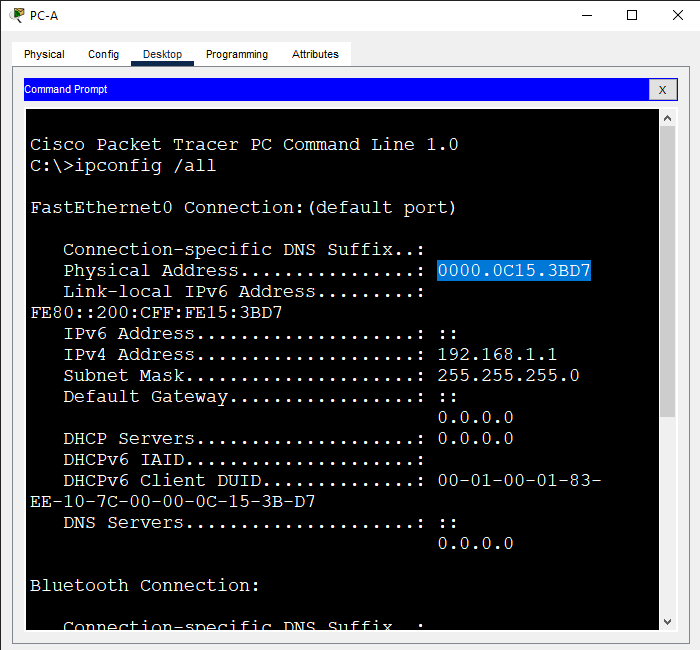 PC-A
Physical Config Desktop Programming Attributes
Command Prompt X
Cisco Packet Tracer PC Command Line 1.0
C:\>ipconfig /all
FastEthernet0 Connection:(default port)
Connection-specific DNS Suffix..:
Physical Address................: 0000.0C15.3BD7
Link-local IPv6 Address.........:
FE80::200:CFF:FE15:3BD7
IPv6 Address....................: ::
IPv4 Address....................: 192.168.1.1
Subnet Mask.....................: 255.255.255.0
Default Gateway.................: ::
0.0.0.0
DHCP Servers....................: 0.0.0.0
DHCPv6 IAID.....................:
DHCPv6 Client DUID..............: 00-01-00-01-83-
EE-10-7C-00-00-0C-15-3B-D7
DNS Servers.....................: ::
0.0.0.0
Bluetooth Connection:
Connection-specific DNS Suffix..: